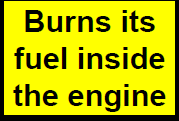 Burns its
fuel inside
the engine